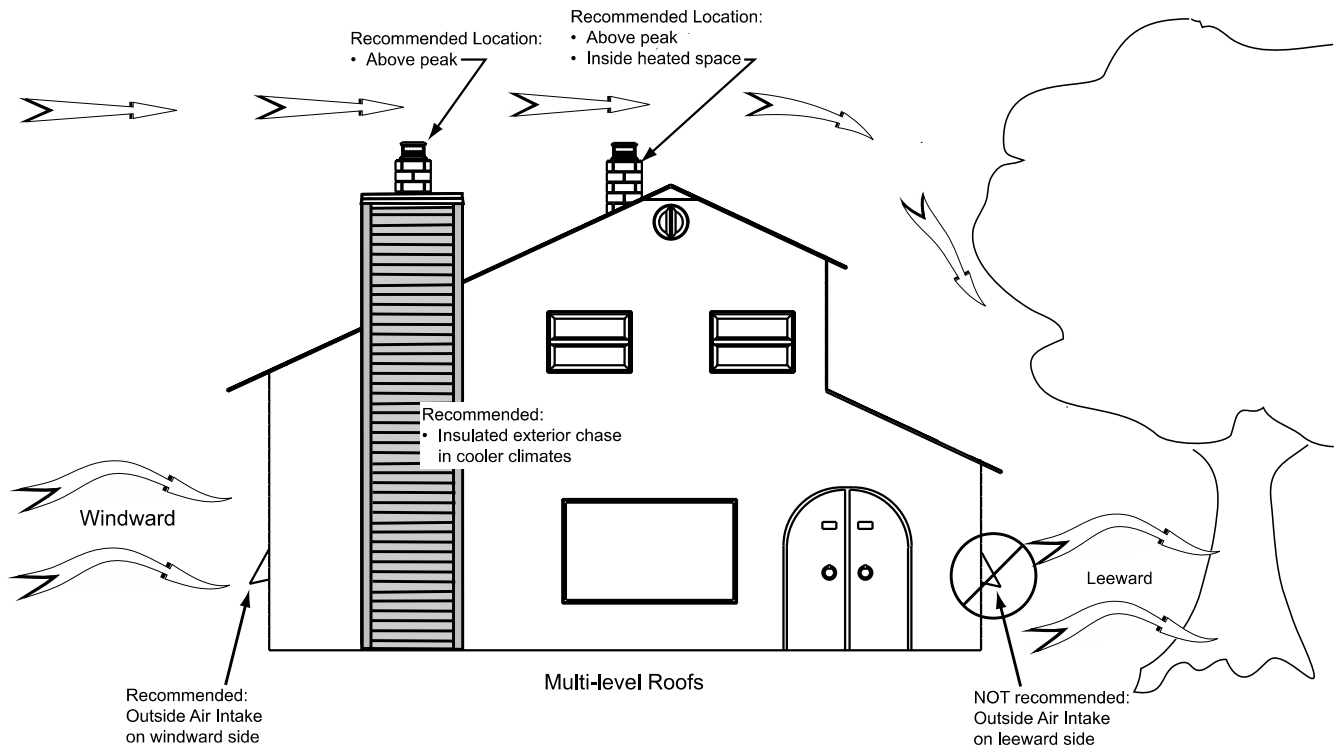 Recommended Location:
• Above peak
Recommended Location:
• Above peak
• Inside heated space
Recommended:
• Insulated exterior chase
in cooler climates
Windward
Leeward
Multi-level Roofs
Recommended:
Outside Air Intake
on windward side
NOT recommended:
Outside Air Intake
on leeward side